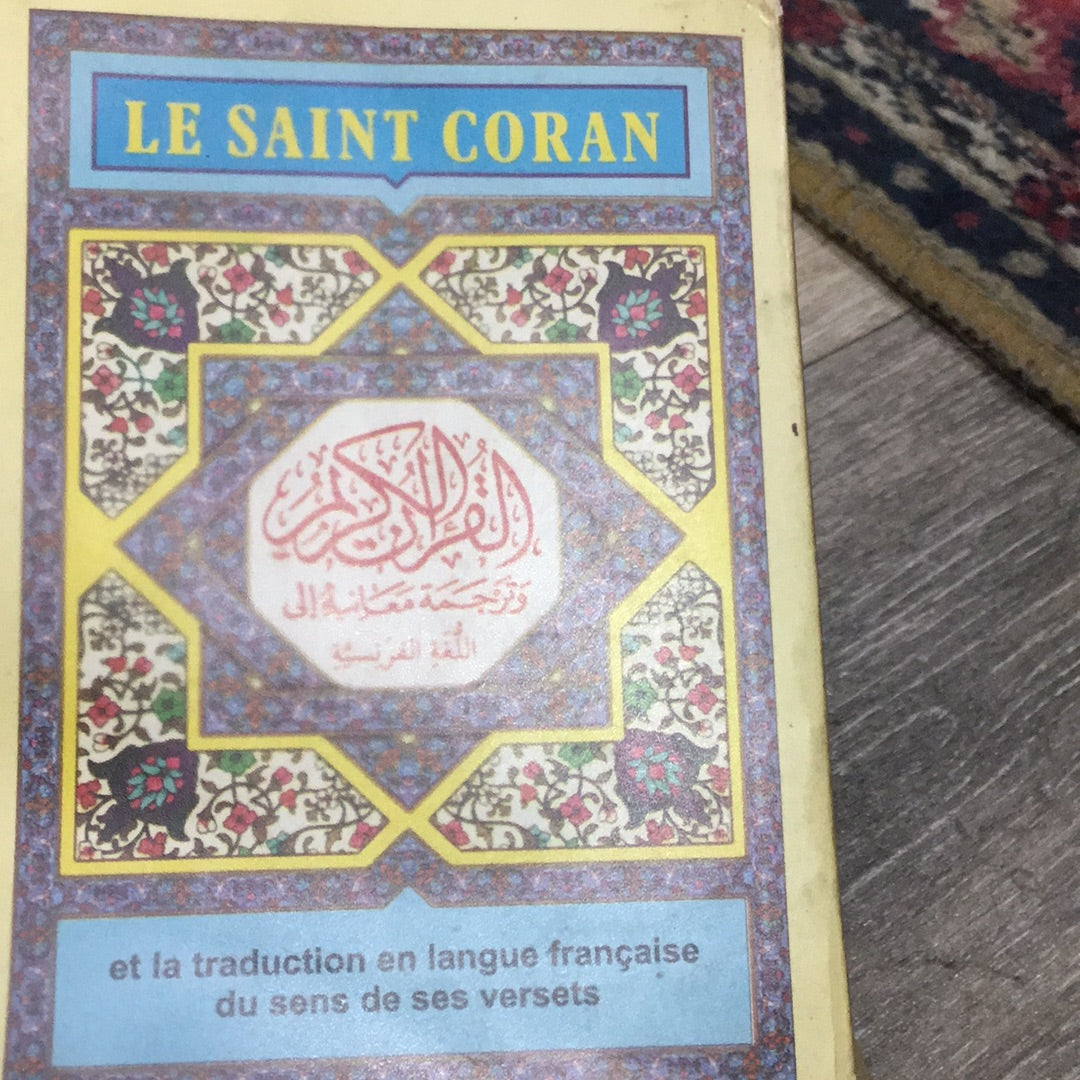 LE SAINT CORAN
القرآن الكريم
وترجمة معانيه إلى
اللغة الفرنسية
et la traduction en langue française
du sens de ses versets